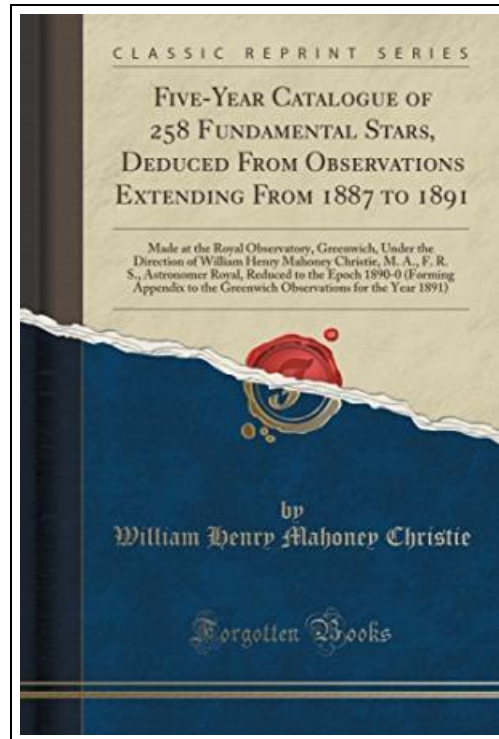 CLASSIC REPRINT SERIES
FIVE-YEAR CATALOGUE OF
258 FUNDAMENTAL STARS,
DEDUCED FROM OBSERVATIONS
EXTENDING FROM 1887 TO 1891
Made at the Royal Observatory, Greenwich, Under the
Direction of William Henry Mahoney Christie, M. A., F. R.
S., Astronomer Royal, Reduced to the Epoch 1890-0 (Forming
Appendix to the Greenwich Observations for the Year 1891)
by
William Henry Mahoney Christie
Forgotten Books